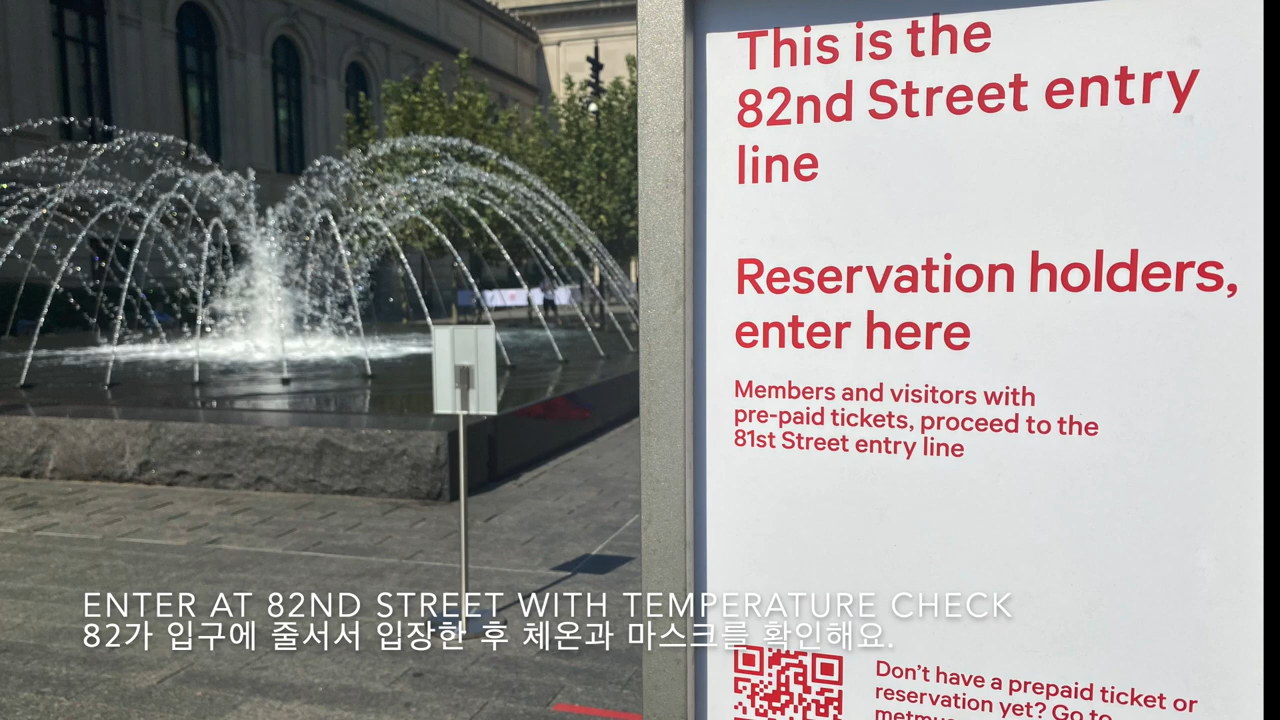 This is the
82nd Street entry
line
Reservation holders,
enter here
Members and visitors with
pre-paid tickets, proceed to the
81st Street entry line
ENTER AT 82ND STREET WITH TEMPERATURE CHECK
82가 입구에 줄서서 입장한 후 체온과 마스크를 확인해요.
Don't have a prepaid ticket or
reservation yet? Go to